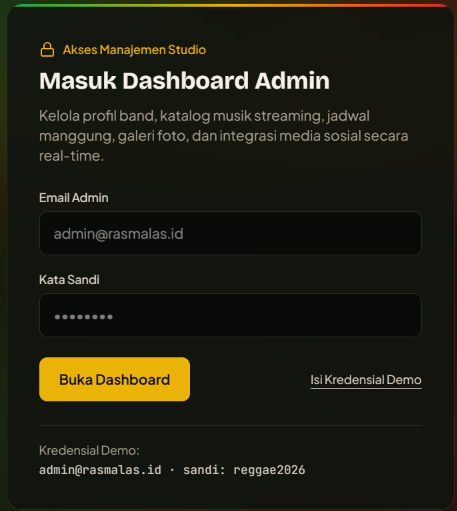 Akses Manajemen Studio
Masuk Dashboard Admin
Kelola profil band, katalog musik streaming, jadwal
manggung, galeri foto, dan integrasi media sosial secara
real-time.
Email Admin
admin@rasmalas.id
Kata Sandi
••••••••
Buka Dashboard
Isi Kredensial Demo
Kredensial Demo:
admin@rasmalas.id · sandi: reggae2026